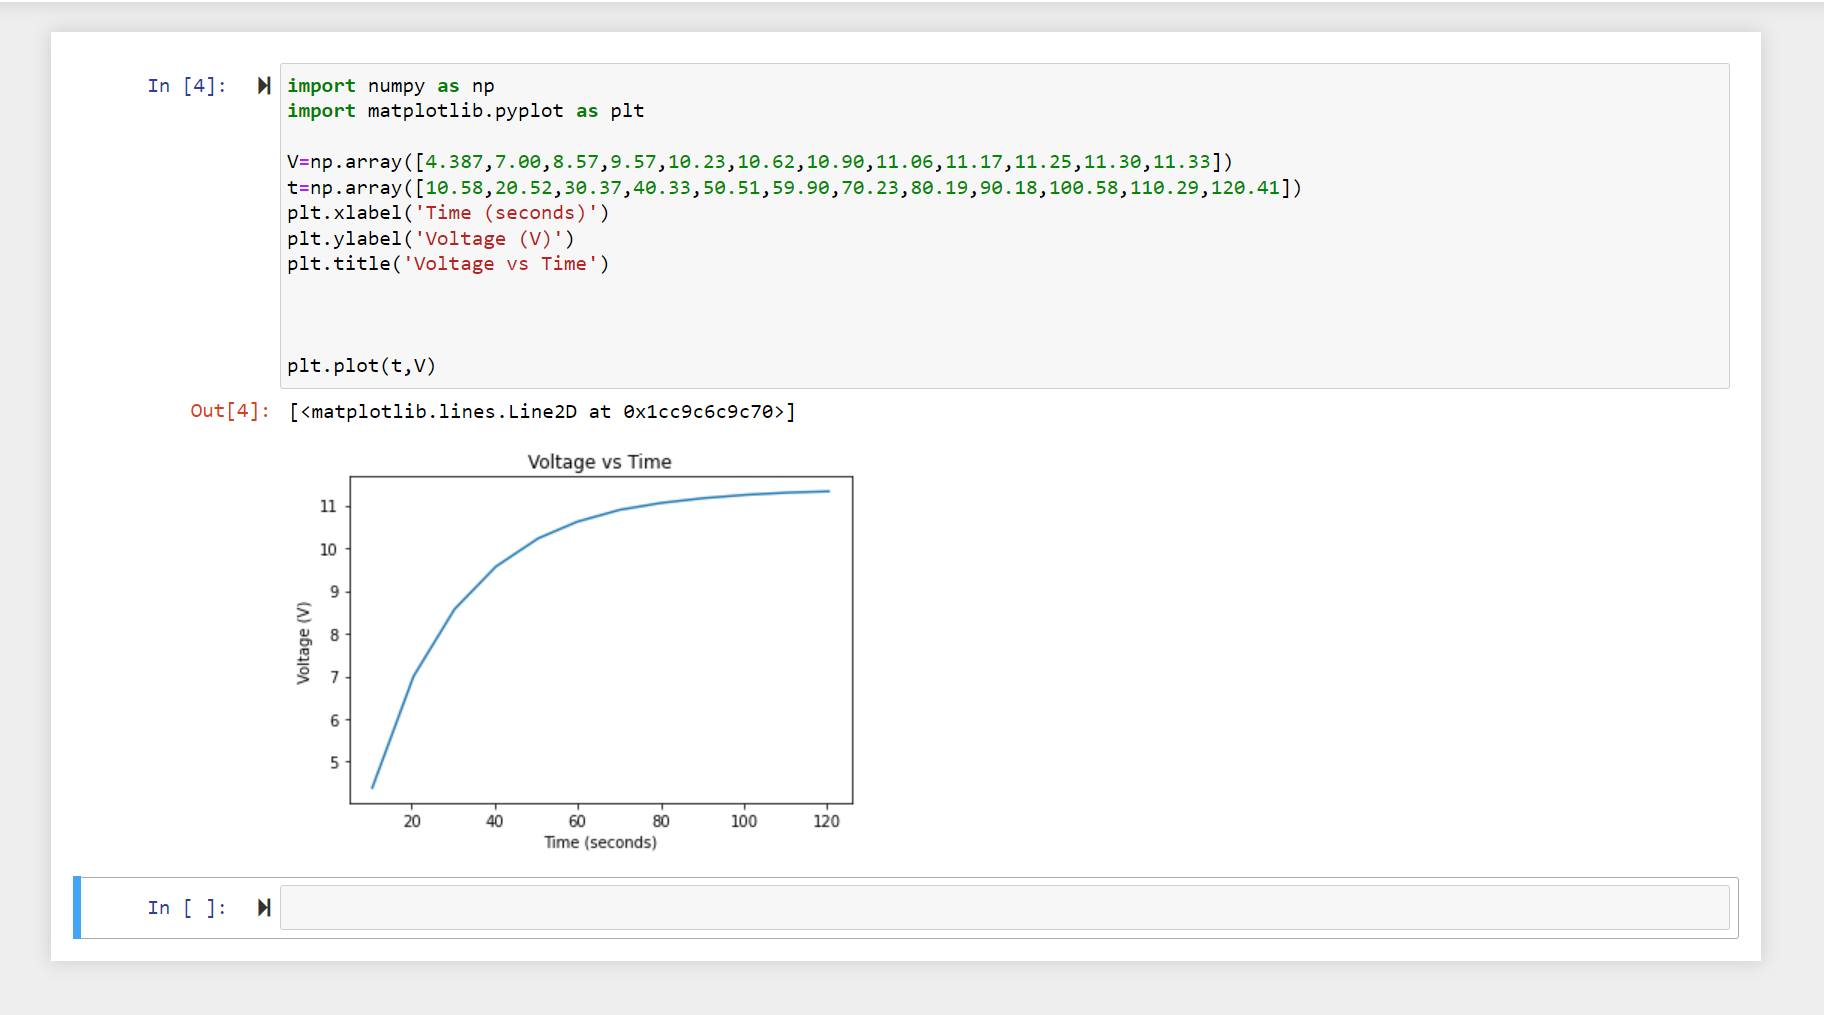 In [4]:
import numpy as np
import matplotlib.pyplot as plt
V=np.array([4.387,7.00,8.57,9.57,10.23,10.62,10.90,11.06,11.17,11.25,11.30,11.33])
t=np.array([10.58,20.52,30.37,40.33,50.51,59.90,70.23,80.19,90.18,100.58,110.29,120.41])
plt.xlabel('Time (seconds)')
plt.ylabel('Voltage (V)')
plt.title('Voltage vs Time')
plt.plot(t,V)
Out[4]: [<matplotlib.lines.Line2D at 0x1cc9c6c9c70>]
Voltage vs Time
11
10
9
8
7
6
5
Voltage (V)
20 40 60 80 100 120
Time (seconds)
In [ ]: